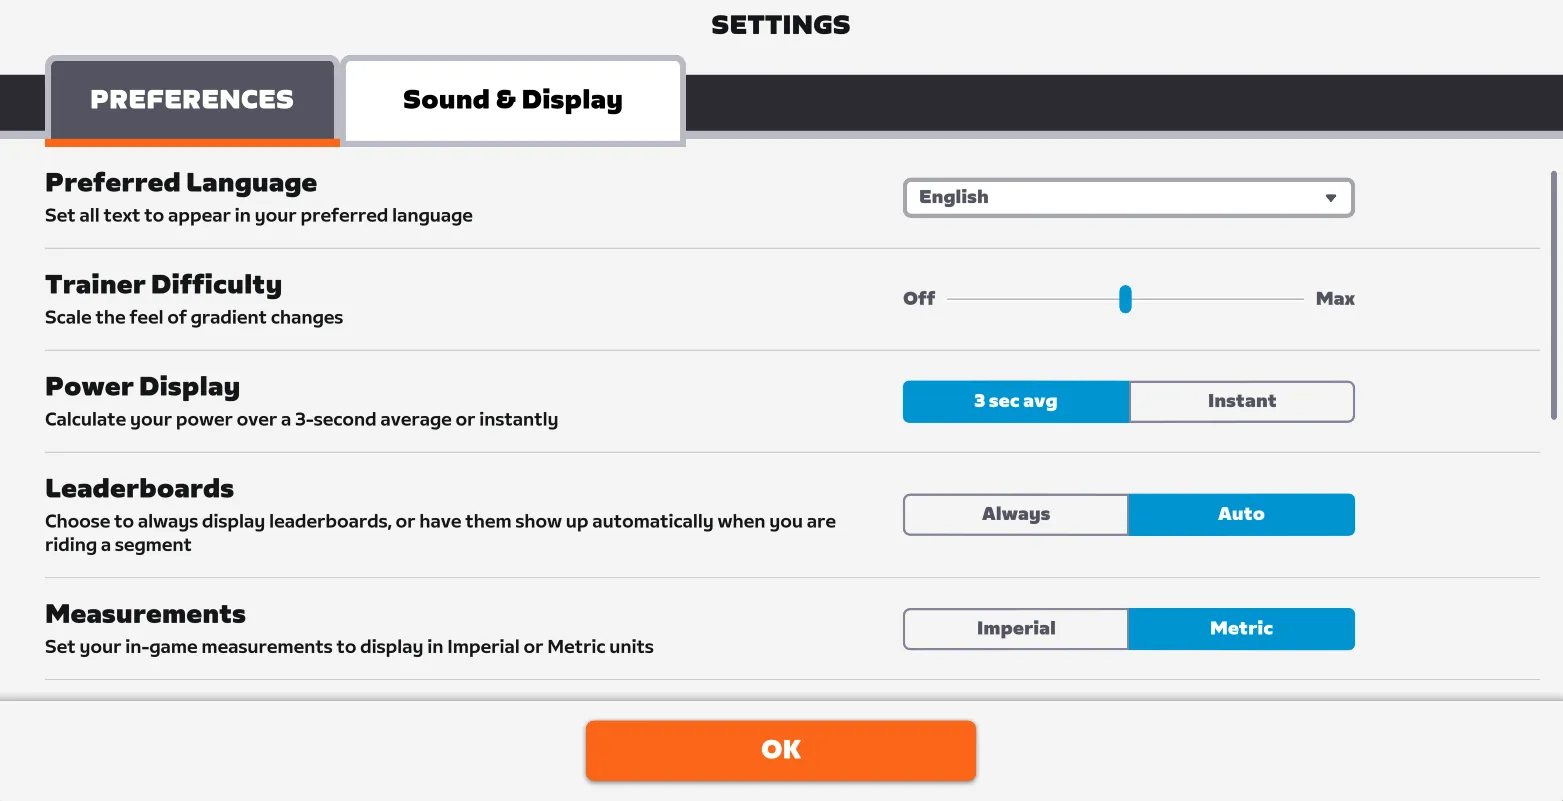 SETTINGS
PREFERENCES
Sound & Display
Preferred Language
Set all text to appear in your preferred language
English
Trainer Difficulty
Scale the feel of gradient changes
Off
Max
Power Display
Calculate your power over a 3-second average or instantly
3 sec avg
Instant
Leaderboards
Choose to always display leaderboards, or have them show up automatically when you are
riding a segment
Always
Auto
Measurements
Set your in-game measurements to display in Imperial or Metric units
Imperial
Metric
OK